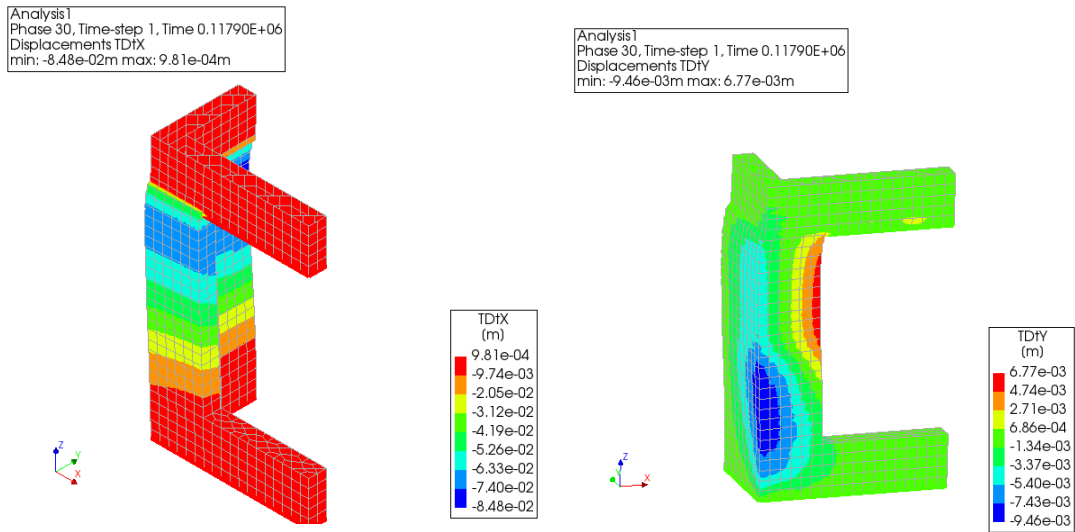 Analysis1
Phase 30, Time-step 1, Time 0.11790E+06
Displacements TDtX
min: -8.48e-02m max: 9.81e-04m
Analysis1
Phase 30, Time-step 1, Time 0.11790E+06
Displacements TDtY
min: -9.46e-03m max: 6.77e-03m
TDtX
(m)
9.81e-04
-9.74e-03
-2.05e-02
-3.12e-02
-4.19e-02
-5.26e-02
-6.33e-02
-7.40e-02
-8.48e-02
TDtY
(m)
6.77e-03
4.74e-03
2.71e-03
6.86e-04
-1.34e-03
-3.37e-03
-5.40e-03
-7.43e-03
-9.46e-03
Z
Y
X
Z
Y
X